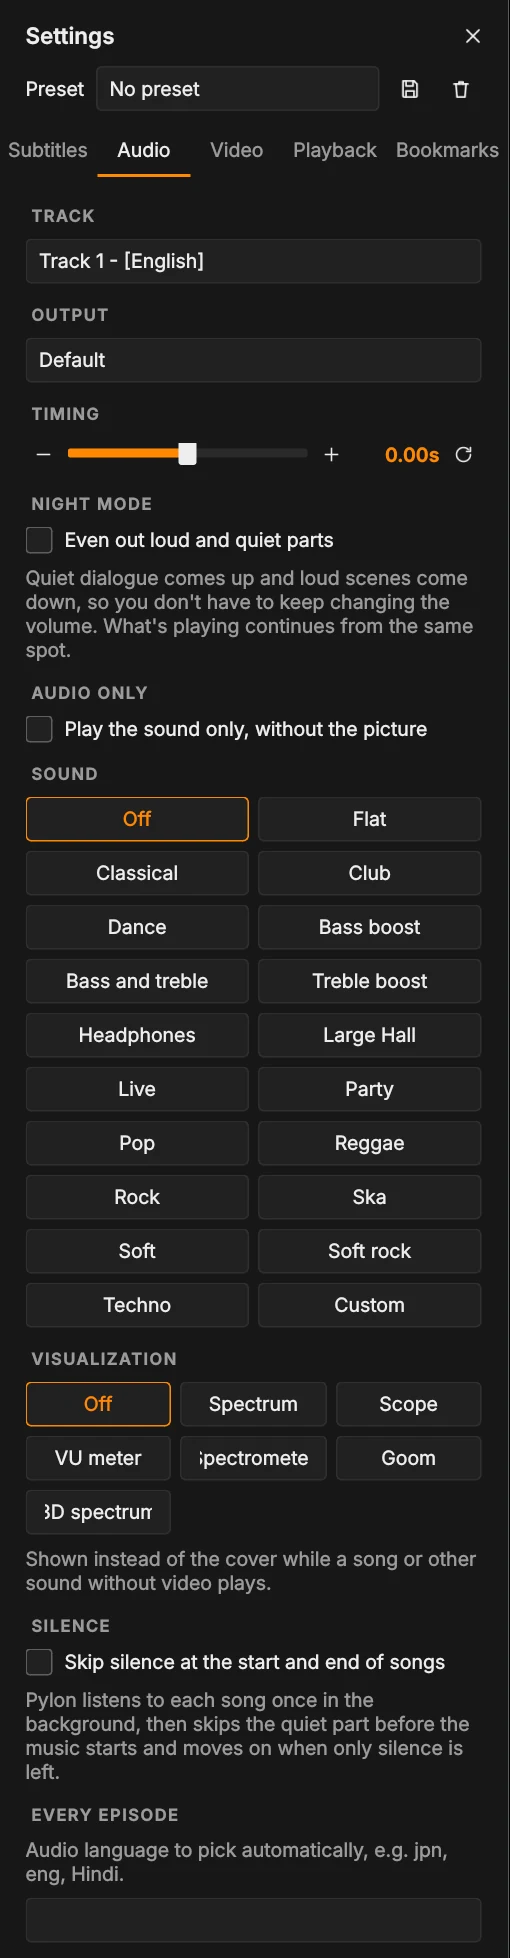 Settings
Preset
No preset
Subtitles
Audio
Video
Playback
Bookmarks
TRACK
Track 1 - [English]
OUTPUT
Default
TIMING
0.00s
NIGHT MODE
Even out loud and quiet parts
Quiet dialogue comes up and loud scenes come
down, so you don't have to keep changing the
volume. What's playing continues from the same
spot.
AUDIO ONLY
Play the sound only, without the picture
SOUND
Off
Flat
Classical
Club
Dance
Bass boost
Bass and treble
Treble boost
Headphones
Large Hall
Live
Party
Pop
Reggae
Rock
Ska
Soft
Soft rock
Techno
Custom
VISUALIZATION
Off
Spectrum
Scope
VU meter
Spectromete
Goom
3D spectrum
Shown instead of the cover while a song or other
sound without video plays.
SILENCE
Skip silence at the start and end of songs
Pylon listens to each song once in the
background, then skips the quiet part before the
music starts and moves on when only silence is
left.
EVERY EPISODE
Audio language to pick automatically, e.g. jpn,
eng, Hindi.